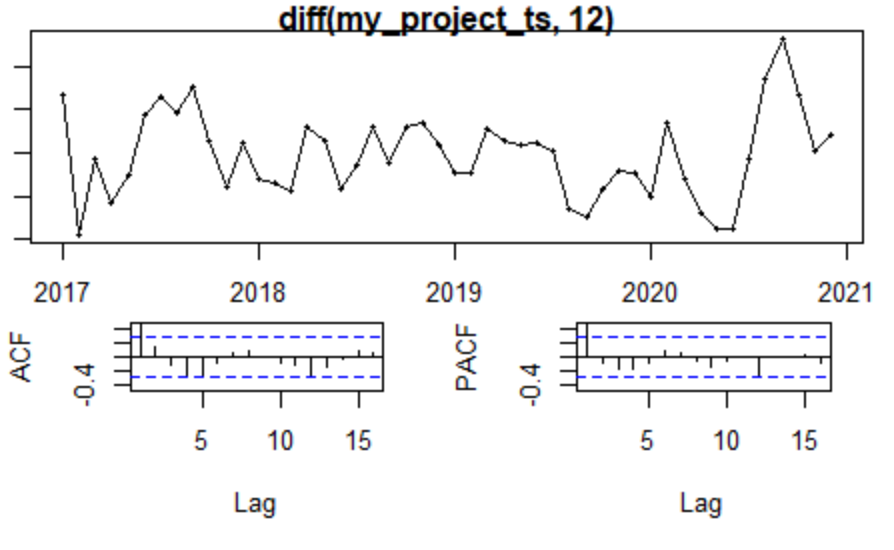 diff(my_project_ts, 12)
2017 2018 2019 2020 2021
ACF
-0.4
5 10 15
Lag
PACF
-0.4
5 10 15
Lag